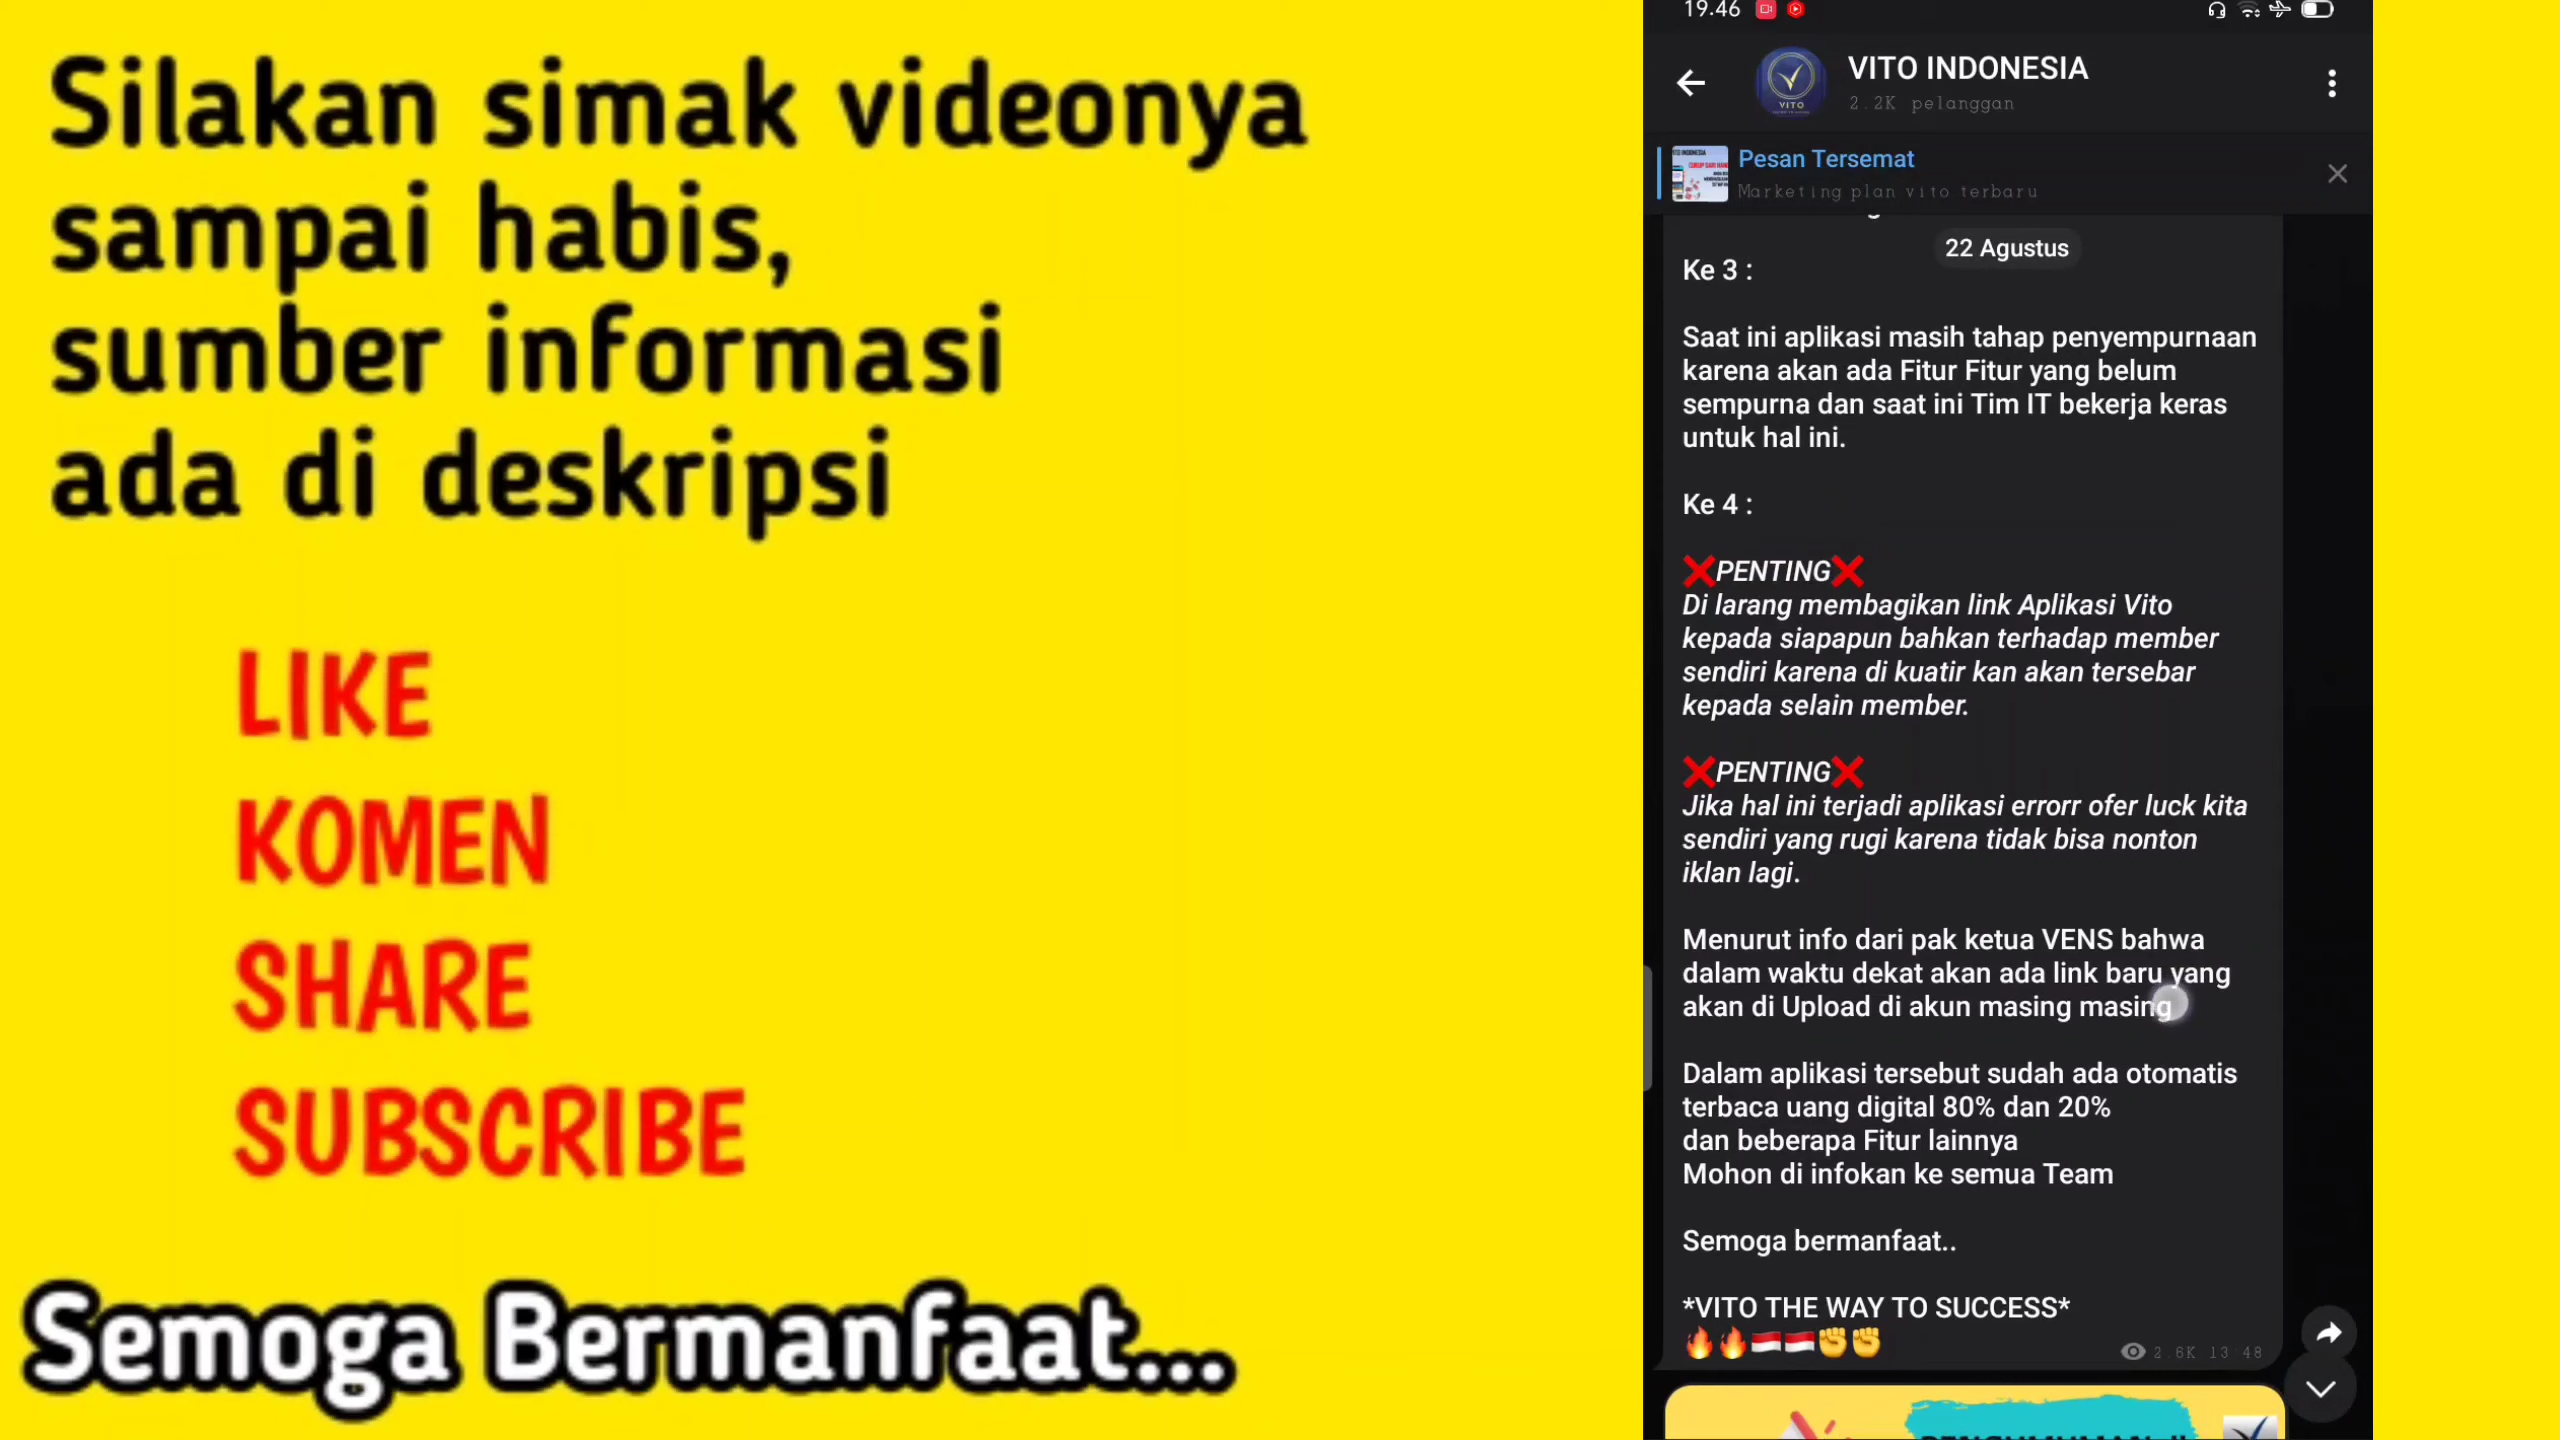 Silakan simak videonya
sampai habis,
sumber informasi
ada di deskripsi
LIKE
KOMEN
SHARE
SUBSCRIBE
Semoga Bermanfaat...
19.46
VITO INDONESIA
2.2K pelanggan
VITO
Pesan Tersemat
Marketing plan vito terbaru
22 Agustus
Ke 3 :
Saat ini aplikasi masih tahap penyempurnaan
karena akan ada Fitur Fitur yang belum
sempurna dan saat ini Tim IT bekerja keras
untuk hal ini.
Ke 4 :
❌PENTING❌
Di larang membagikan link Aplikasi Vito
kepada siapapun bahkan terhadap member
sendiri karena di kuatir kan akan tersebar
kepada selain member.
❌PENTING❌
Jika hal ini terjadi aplikasi errorr ofer luck kita
sendiri yang rugi karena tidak bisa nonton
iklan lagi.
Menurut info dari pak ketua VENS bahwa
dalam waktu dekat akan ada link baru yang
akan di Upload di akun masing masing
Dalam aplikasi tersebut sudah ada otomatis
terbaca uang digital 80% dan 20%
dan beberapa Fitur lainnya
Mohon di infokan ke semua Team
Semoga bermanfaat..
*VITO THE WAY TO SUCCESS*
🔥🔥🇮🇩🇮🇩✊✊
2.6K 13 48